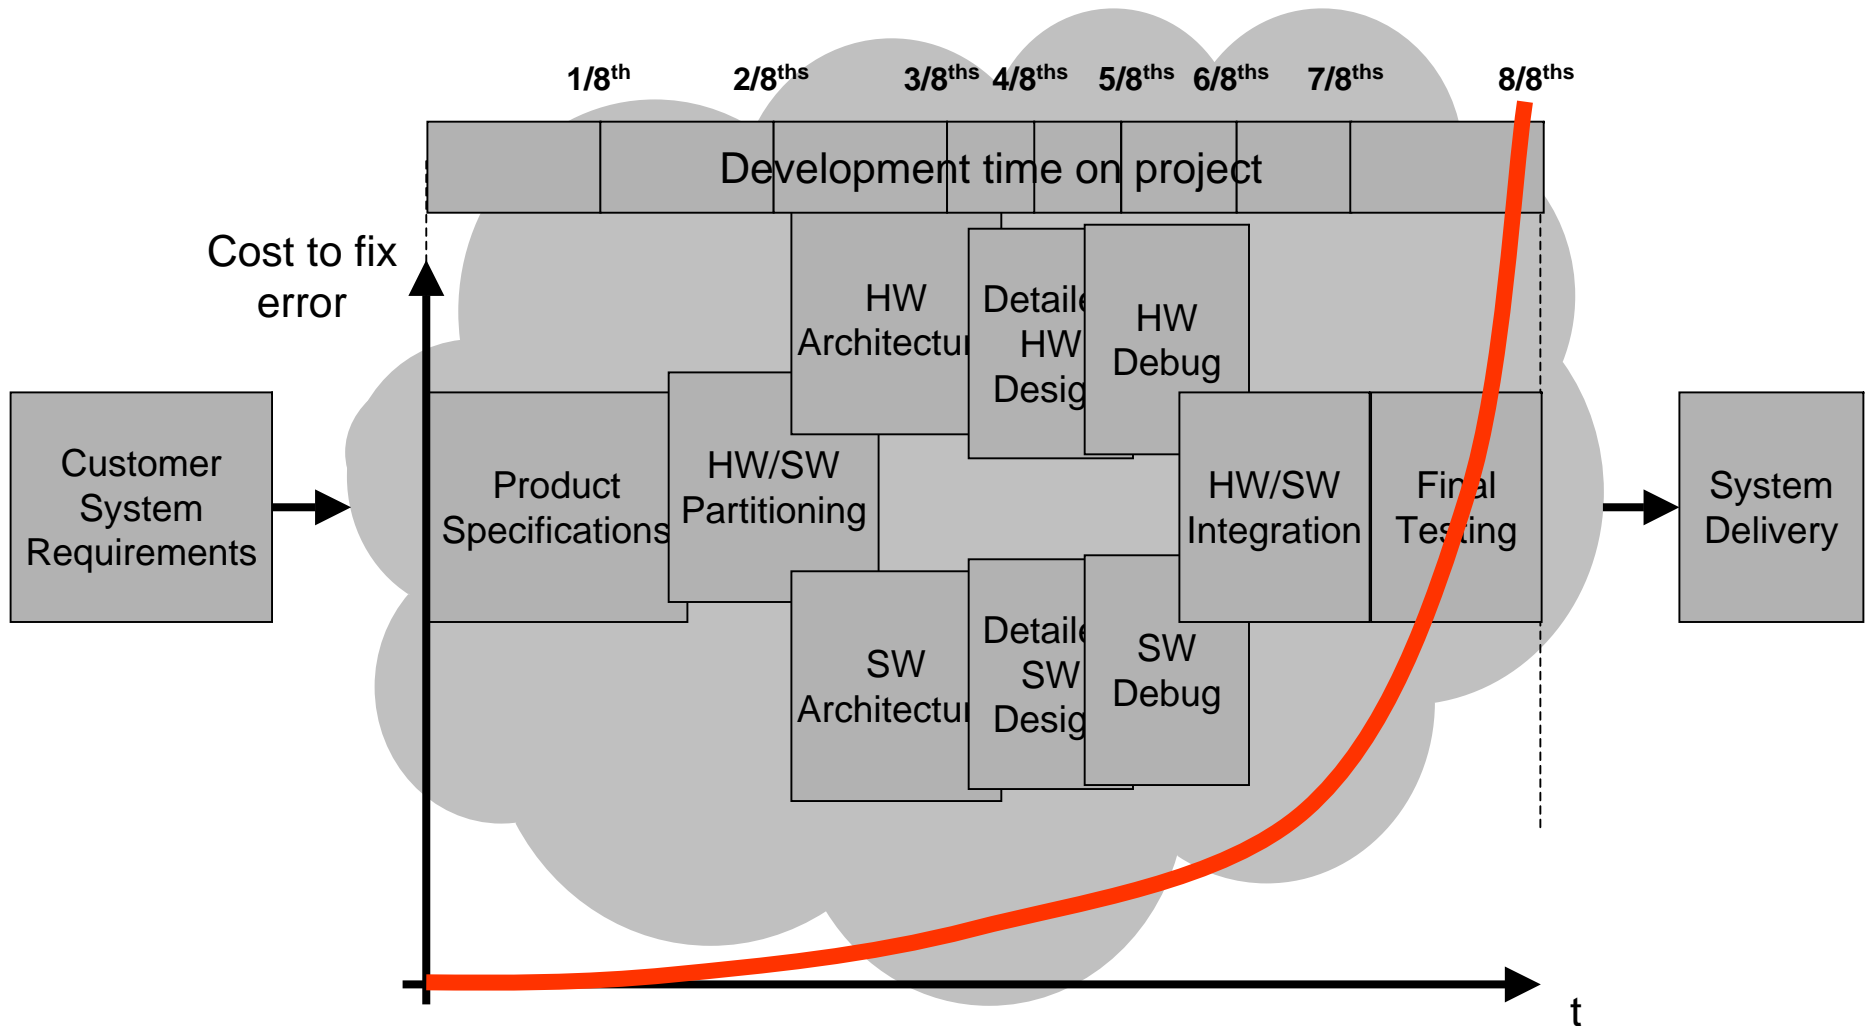 1/8th
2/8ths
3/8ths
4/8ths
5/8ths
6/8ths
7/8ths
8/8ths
Development time on project
Cost to fix
error
Customer
System
Requirements
Product
Specifications
HW/SW
Partitioning
HW
Architectur
SW
Architectur
Detaile
HW
Desig
Detaile
SW
Desig
HW
Debug
SW
Debug
HW/SW
Integration
Final
Testing
System
Delivery
t